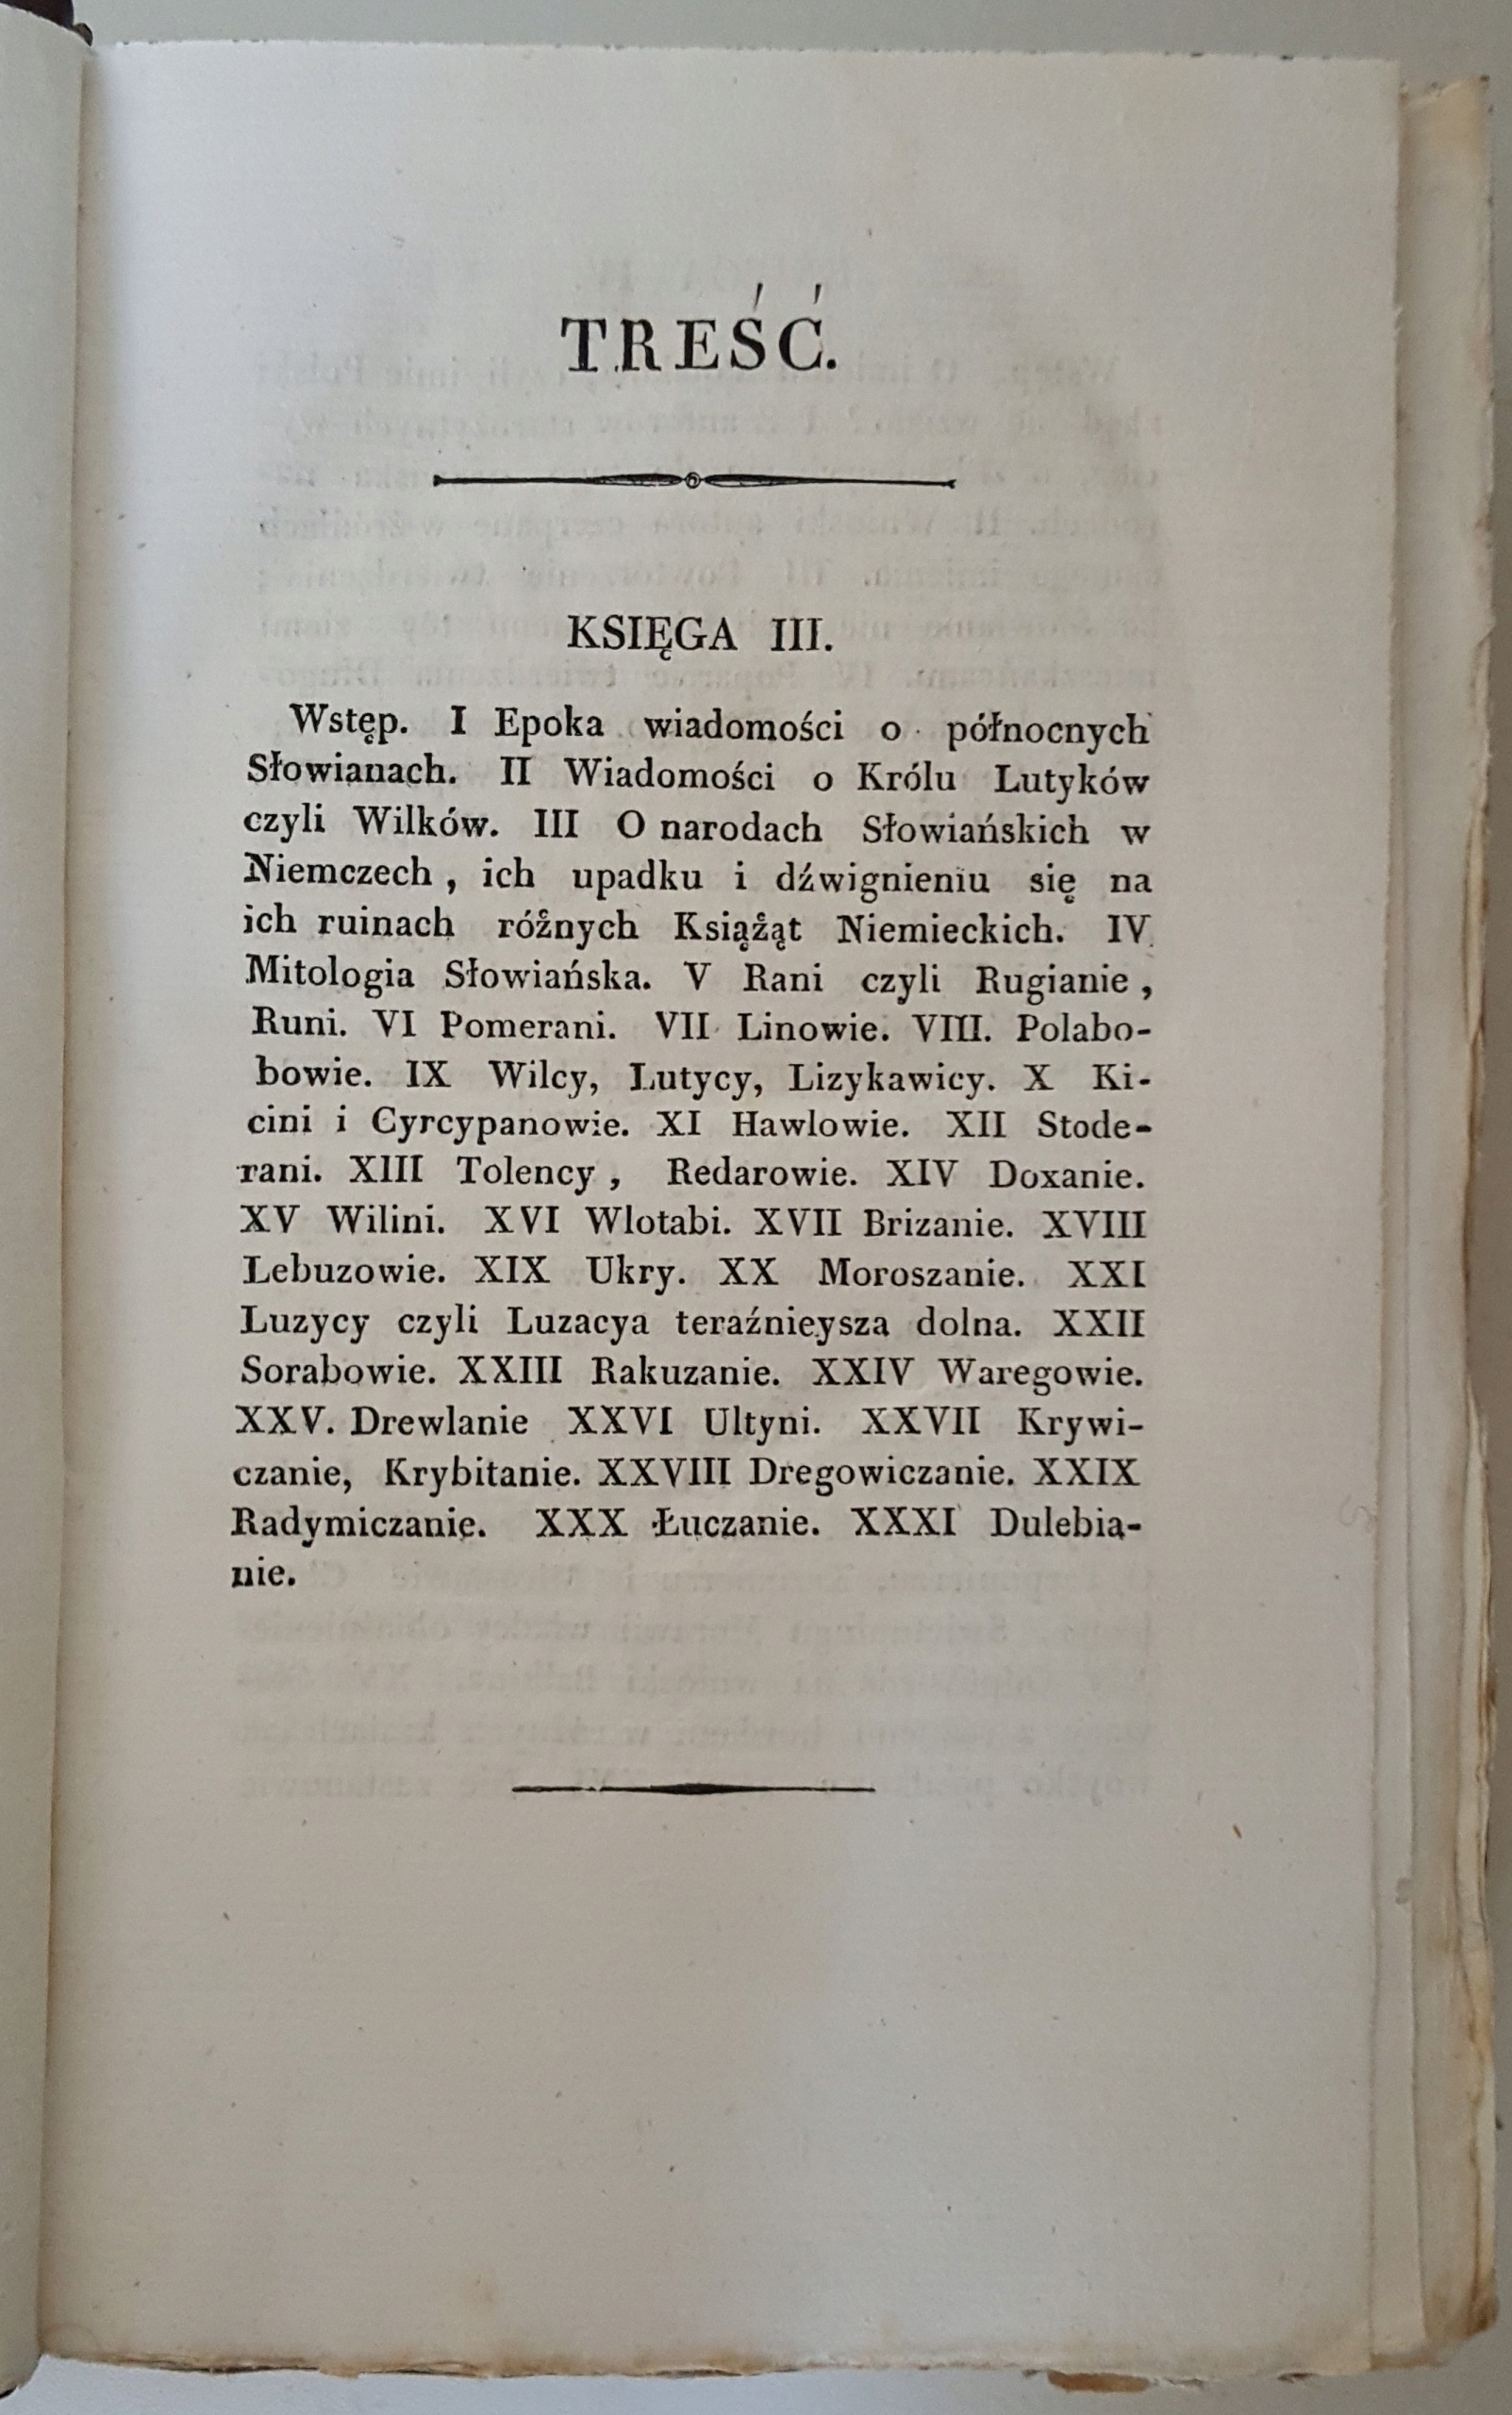 TREŚĆ.
KSIĘGA III.
Wstęp. I Epoka wiadomości o północnych
Słowianach. II Wiadomości o Królu Lutyków
czyli Wilków. III O narodach Słowiańskich w
Niemczech, ich upadku i dźwignieniu się na
ich ruinach różnych Książąt Niemieckich. IV
Mitologia Słowiańska. V Rani czyli Rugianie,
Runi. VI Pomerani. VII Linowie. VIII. Polabo-
bowie. IX Wilcy, Lutycy, Lizykawicy. X Ki-
cini i Cyrcypanowie. XI Hawlowie. XII Stode-
rani. XIII Tolency, Redarowie. XIV Doxanie.
XV Wilini. XVI Wlotabi. XVII Brizanie. XVIII
Lebuzowie. XIX Ukry. XX Moroszanie. XXI
Luzycy czyli Luzacya teraźnieysza dolna. XXII
Sorabowie. XXIII Rakuzanie. XXIV Waregowie.
XXV. Drewlanie XXVI Ultyni. XXVII Krywi-
czanie, Krybitanie. XXVIII Dregowiczanie. XXIX
Radymiczanie. XXX Łuczanie. XXXI Dulebia-
nie.